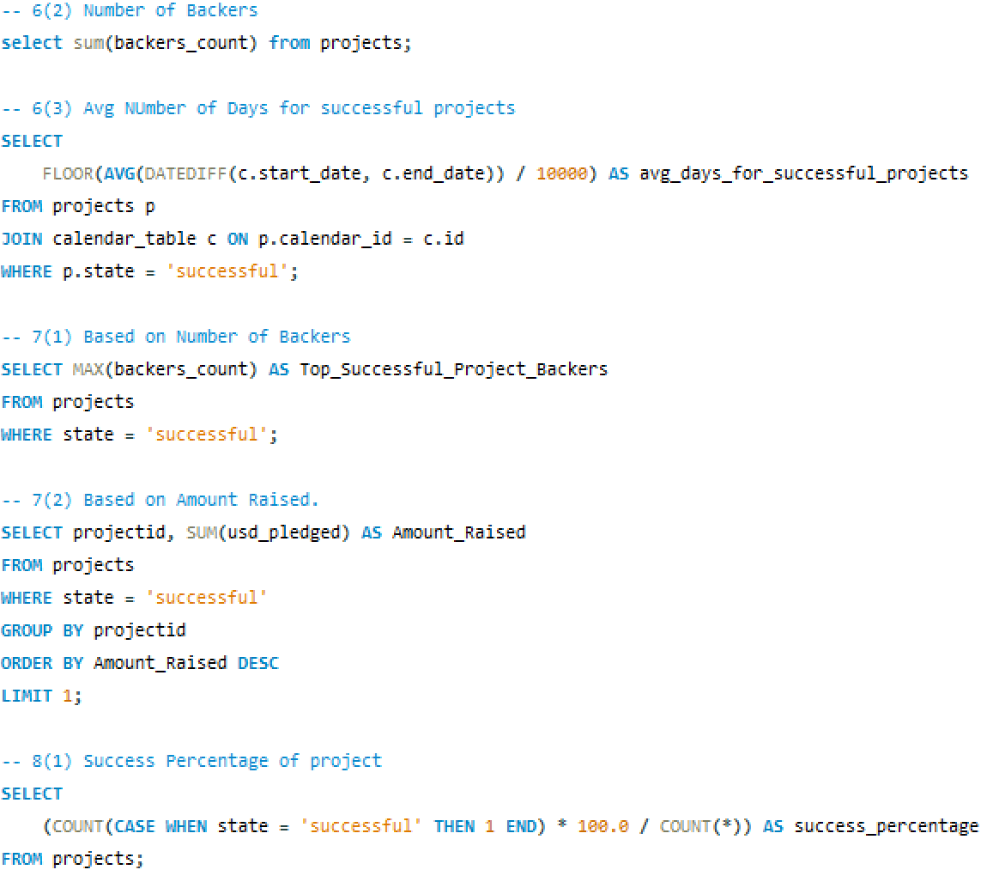 -- 6(2) Number of Backers
select sum(backers_count) from projects;
-- 6(3) Avg NUmber of Days for successful projects
SELECT
    FLOOR(AVG(DATEDIFF(c.start_date, c.end_date)) / 10000) AS avg_days_for_successful_projects
FROM projects p
JOIN calendar_table c ON p.calendar_id = c.id
WHERE p.state = 'successful';
-- 7(1) Based on Number of Backers
SELECT MAX(backers_count) AS Top_Successful_Project_Backers
FROM projects
WHERE state = 'successful';
-- 7(2) Based on Amount Raised.
SELECT projectid, SUM(usd_pledged) AS Amount_Raised
FROM projects
WHERE state = 'successful'
GROUP BY projectid
ORDER BY Amount_Raised DESC
LIMIT 1;
-- 8(1) Success Percentage of project
SELECT
    (COUNT(CASE WHEN state = 'successful' THEN 1 END) * 100.0 / COUNT(*)) AS success_percentage
FROM projects;